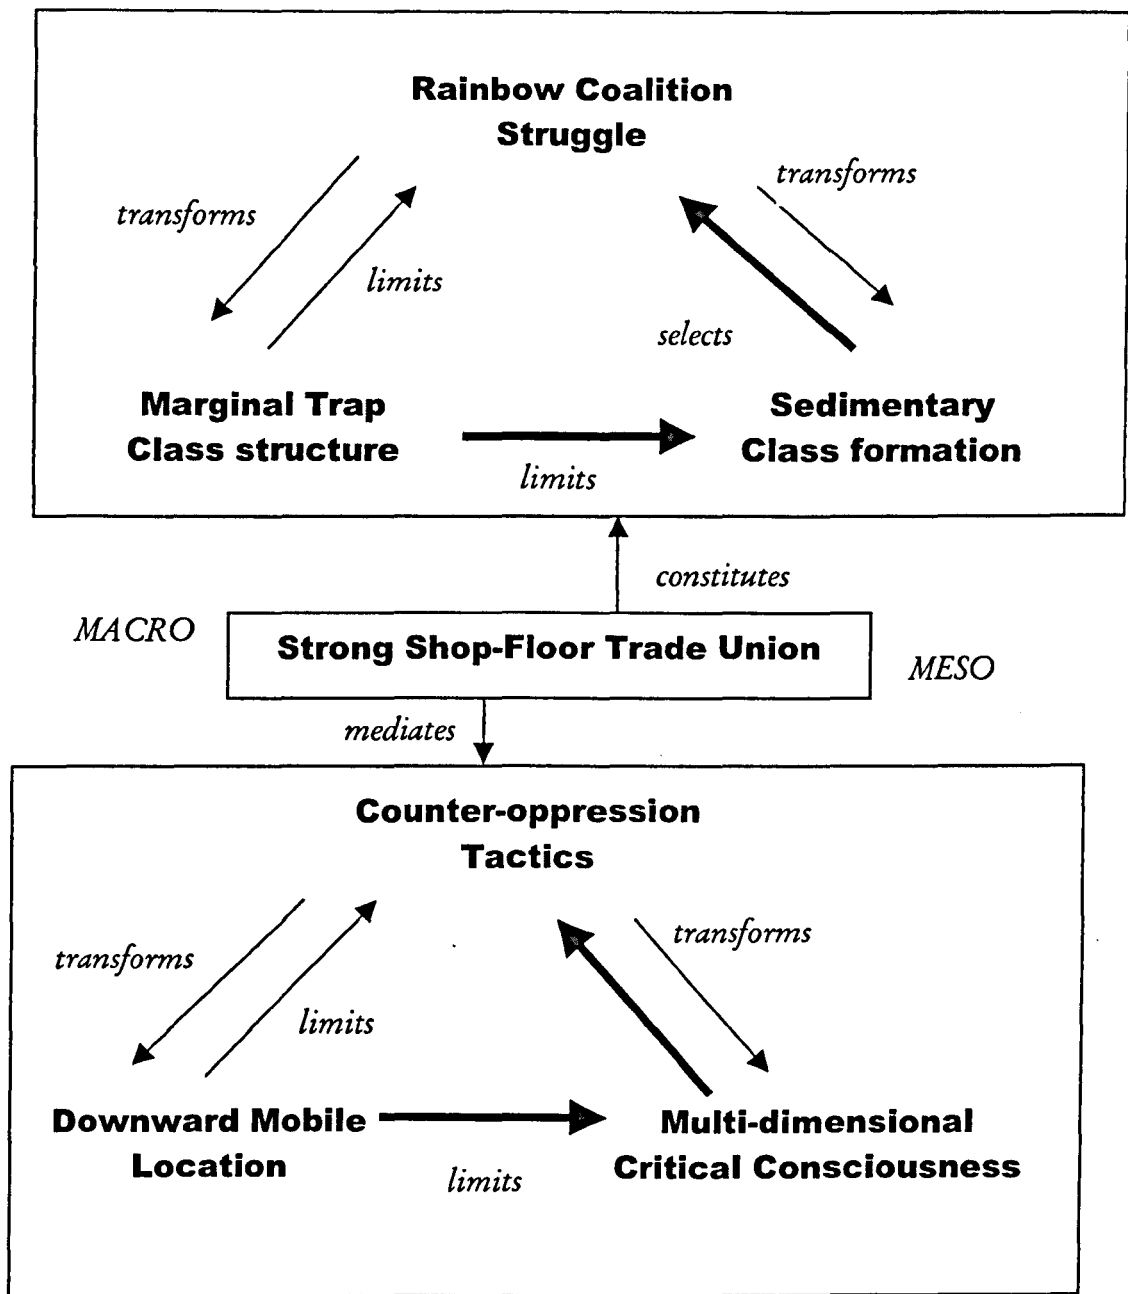 Rainbow Coalition
Struggle
transforms
transforms
limits
selects
Marginal Trap
Class structure
Sedimentary
Class formation
limits
constitutes
MACRO
Strong Shop-Floor Trade Union
MESO
mediates
Counter-oppression
Tactics
transforms
transforms
limits
Downward Mobile
Location
Multi-dimensional
Critical Consciousness
limits